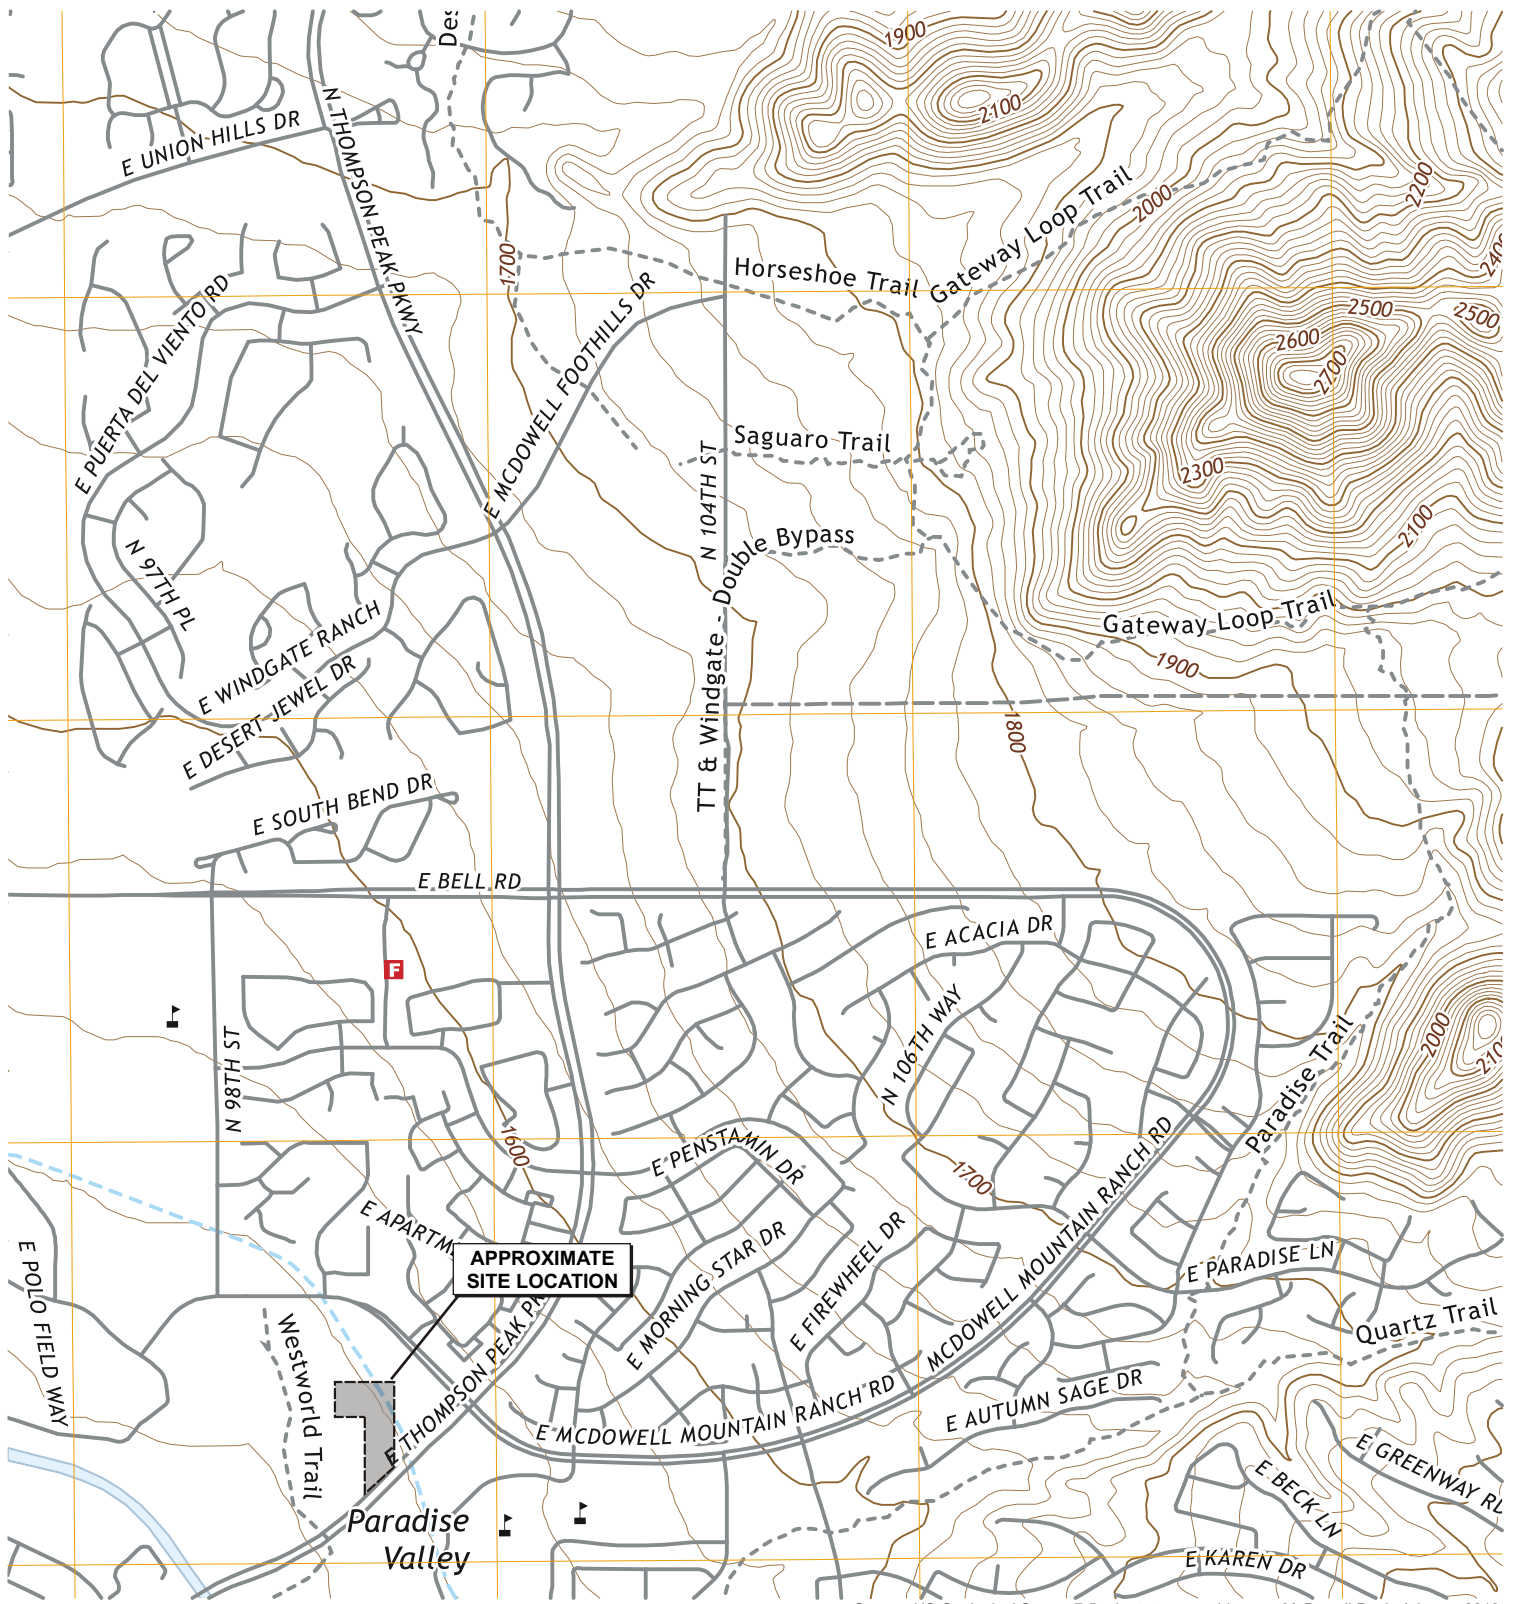 1900
2100
E UNION HILLS DR
N THOMPSON PEAK PKWY
2200
2000
Gateway Loop Trail
1700
Horseshoe Trail
E PUERTA DEL VIENTO RD
E MCDOWELL FOOTHILLS DR
2500
2500
2600
2700
Saguaro Trail
N 104TH ST
2300
2100
TT & Windgate - Double Bypass
N 97TH PL
E WINDGATE RANCH
E DESERT JEWEL DR
Gateway Loop Trail
1900
1800
E SOUTH BEND DR
E BELL RD
F
E ACACIA DR
N 106TH WAY
N 98TH ST
2000
Paradise Trail
1600
E PENSTAMIN DR
1700
E POLO FIELD WAY
APPROXIMATE
SITE LOCATION
E MORNING STAR DR
E FIREWHEEL DR
MCDOWELL MOUNTAIN RANCH RD
E PARADISE LN
Quartz Trail
Westworld Trail
E THOMPSON PEAK PK
E MCDOWELL MOUNTAIN RANCH RD
E AUTUMN SAGE DR
E GREENWAY RD
E BECK LN
E KAREN DR
Paradise
Valley